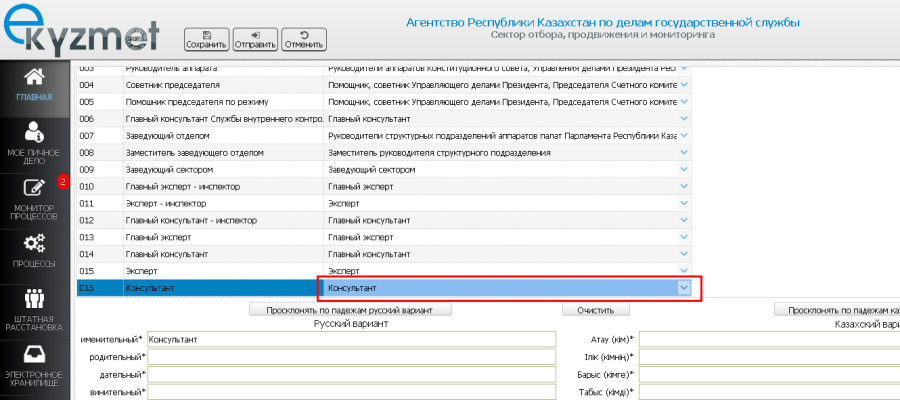 e kyzmet
Сохранить Отправить Отменить
Агентство Республики Казахстан по делам государственной службы
Сектор отбора, продвижения и мониторинга
ГЛАВНАЯ
МОЕ ЛИЧНОЕ
ДЕЛО
2
МОНИТОР
ПРОЦЕССОВ
ПРОЦЕССЫ
ШТАТНАЯ
РАССТАНОВКА
ЭЛЕКТРОННОЕ
ХРАНИЛИЩЕ
003 Руководитель аппарата Руководители аппаратов Конституционного Совета, Управления делами Президента Респ
004 Советник председателя Помощник, советник Управляющего делами Президента, Председателя Счетного комите
005 Помощник председателя по режиму Помощник, советник Управляющего делами Президента, Председателя Счетного комите
006 Главный консультант Службы внутреннего контро. Главный консультант
007 Заведующий отделом Руководители структурных подразделений аппаратов палат Парламента Республики Каза
008 Заместитель заведующего отделом Заместитель руководителя структурного подразделения
009 Заведующий сектором Заведующий сектором
010 Главный эксперт - инспектор Главный эксперт
011 Эксперт - инспектор Эксперт
012 Главный консультант - инспектор Главный консультант
013 Главный эксперт Главный эксперт
014 Главный консультант Главный консультант
015 Эксперт Эксперт
016 Консультант Консультант
Просклонять по падежам русский вариант Очистить Просклонять по падежам каз
Русский вариант Казахский вари
именительный* Консультант Атау (кім)*
родительный* Ілік (кімнің)*
дательный* Барыс (кімге)*
винительный* Табыс (кімді)*